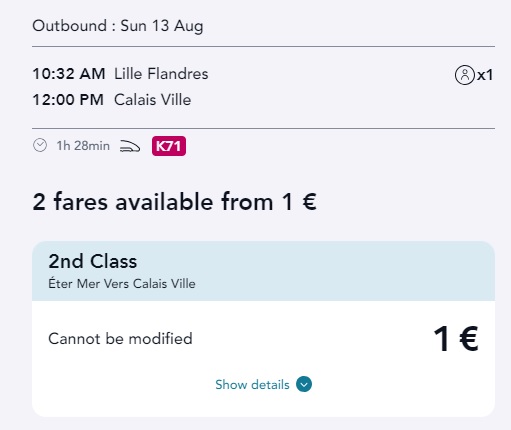 Outbound : Sun 13 Aug
10:32 AM Lille Flandres
x1
12:00 PM Calais Ville
1h 28min K71
2 fares available from 1 €
2nd Class
Éter Mer Vers Calais Ville
Cannot be modified
1 €
Show details